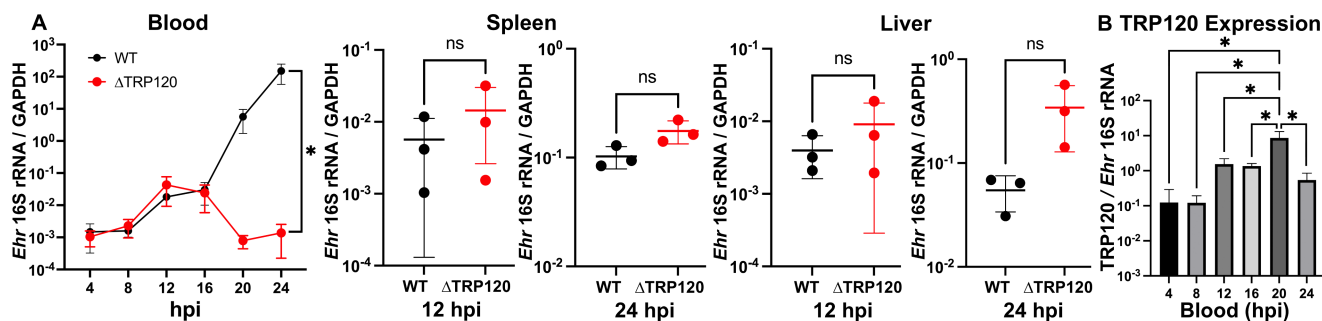 A
Blood
Ehr 16S rRNA / GAPDH
10³
10²
10¹
10⁰
10⁻¹
10⁻²
10⁻³
10⁻⁴
WT
ΔTRP120
*
4 8 12 16 20 24
hpi
Spleen
Ehr 16S rRNA / GAPDH
10⁻¹
10⁻²
10⁻³
10⁻⁴
ns
WT ΔTRP120
12 hpi
Ehr 16S rRNA / GAPDH
10⁰
10⁻¹
10⁻²
ns
WT ΔTRP120
24 hpi
Liver
Ehr 16S rRNA / GAPDH
10⁻¹
10⁻²
10⁻³
10⁻⁴
ns
WT ΔTRP120
12 hpi
Ehr 16S rRNA / GAPDH
10⁰
10⁻¹
10⁻²
ns
WT ΔTRP120
24 hpi
B TRP120 Expression
TRP120 / Ehr 16S rRNA
10²
10¹
10⁰
10⁻¹
10⁻²
10⁻³
*
*
*
* *
4 8 12 16 20 24
Blood (hpi)